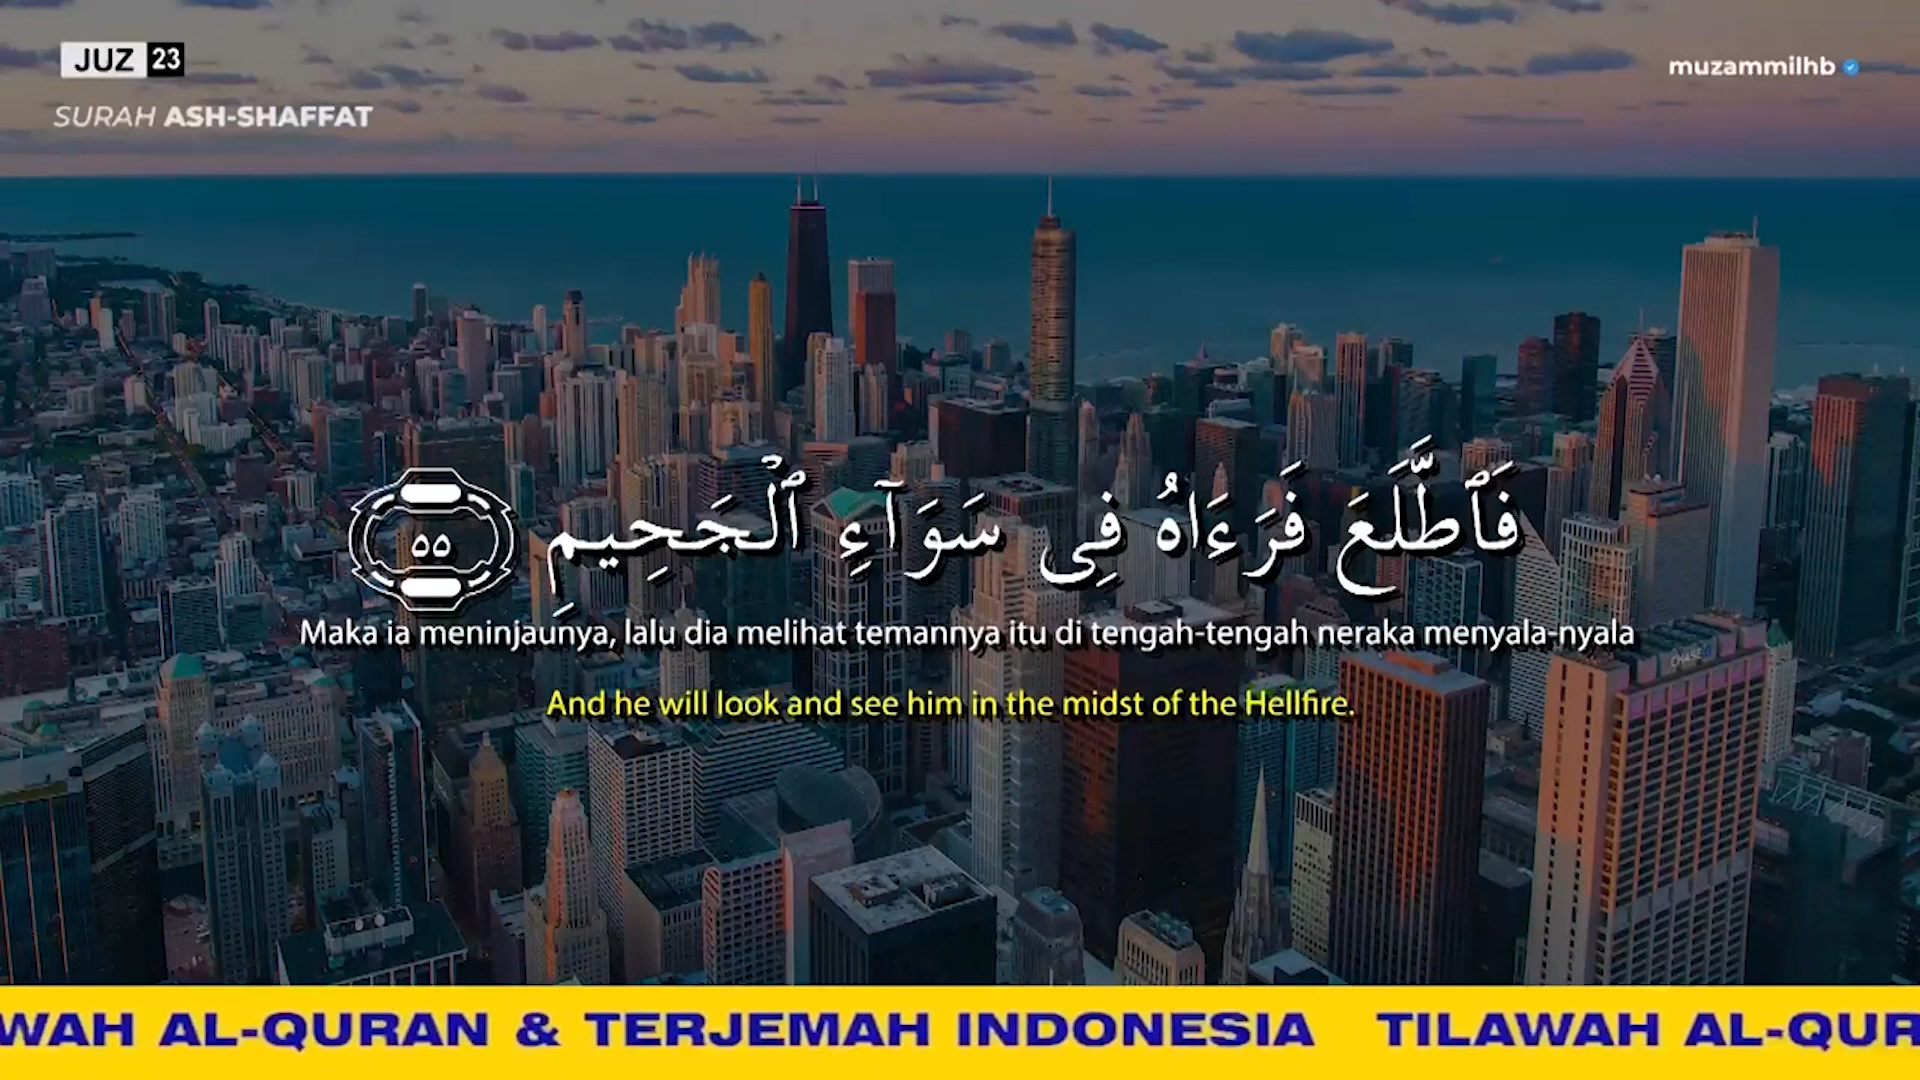 JUZ 23
muzammilhb
SURAH ASH-SHAFFAT
فَٱطَّلَعَ فَرَءَاهُ فِى سَوَآءِ ٱلْجَحِيمِ ٥٥
Maka ia meninjaunya, lalu dia melihat temannya itu di tengah-tengah neraka menyala-nyala
And he will look and see him in the midst of the Hellfire.
CHASE
WAH AL-QURAN & TERJEMAH INDONESIA TILAWAH AL-QUR